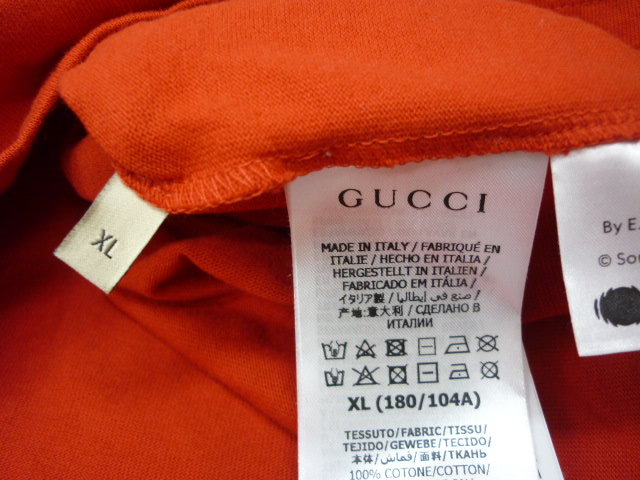 XL
GUCCI
MADE IN ITALY / FABRIQUÉ EN
ITALIE / HECHO EN ITALIA /
HERGESTELLT IN ITALIEN /
FABRICADO EM ITÁLIA /
イタリア製 / صنع في إيطاليا /
产地:意大利 / СДЕЛАНО В
ИТАЛИИ
XL (180/104A)
TESSUTO/FABRIC/TISSU/
TEJIDO/GEWEBE/TECIDO/
本体/قماش/面料/ТКАНЬ
100% COTONE/COTTON/
By E.
© Sou